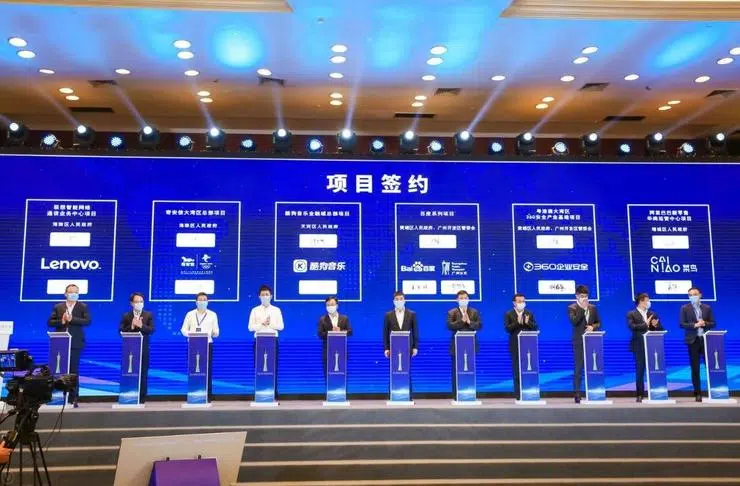 项目签约
联想智能网络
通信业务中心项目
海珠区人民政府
Lenovo
奇安信大湾区总部项目
海珠区人民政府
奇安信
酷狗音乐金融城总部项目
天河区人民政府
K 酷狗音乐
百度系列项目
黄埔区人民政府、广州开发区管委会
Bai 百度
粤港澳大湾区
360安全产业基地项目
黄埔区人民政府、广州开发区管委会
360企业安全
阿里巴巴新零售
华南运营中心项目
增城区人民政府
CAI
NIAO 菜鸟